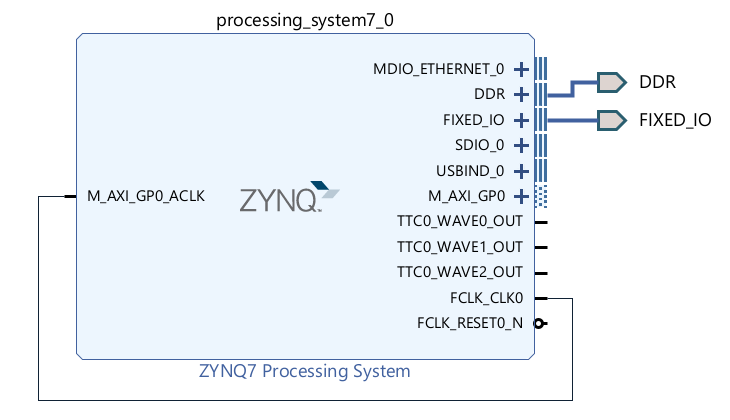 processing_system7_0
MDIO_ETHERNET_0
DDR
DDR
FIXED_IO
FIXED_IO
SDIO_0
USBIND_0
M_AXI_GP0_ACLK
ZYNQ
M_AXI_GP0
TTC0_WAVE0_OUT
TTC0_WAVE1_OUT
TTC0_WAVE2_OUT
FCLK_CLK0
FCLK_RESET0_N
ZYNQ7 Processing System